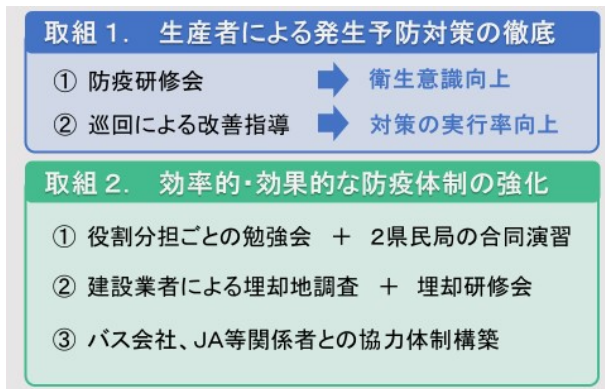 取組１． 生産者による発生予防対策の徹底
① 防疫研修会 衛生意識向上
② 巡回による改善指導 対策の実行率向上
取組２． 効率的・効果的な防疫体制の強化
① 役割分担ごとの勉強会 ＋ ２県民局の合同演習
② 建設業者による埋却地調査 ＋ 埋却研修会
③ バス会社、JA等関係者との協力体制構築